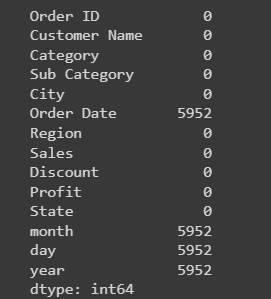 Order ID 0
Customer Name 0
Category 0
Sub Category 0
City 0
Order Date 5952
Region 0
Sales 0
Discount 0
Profit 0
State 0
month 5952
day 5952
year 5952
dtype: int64